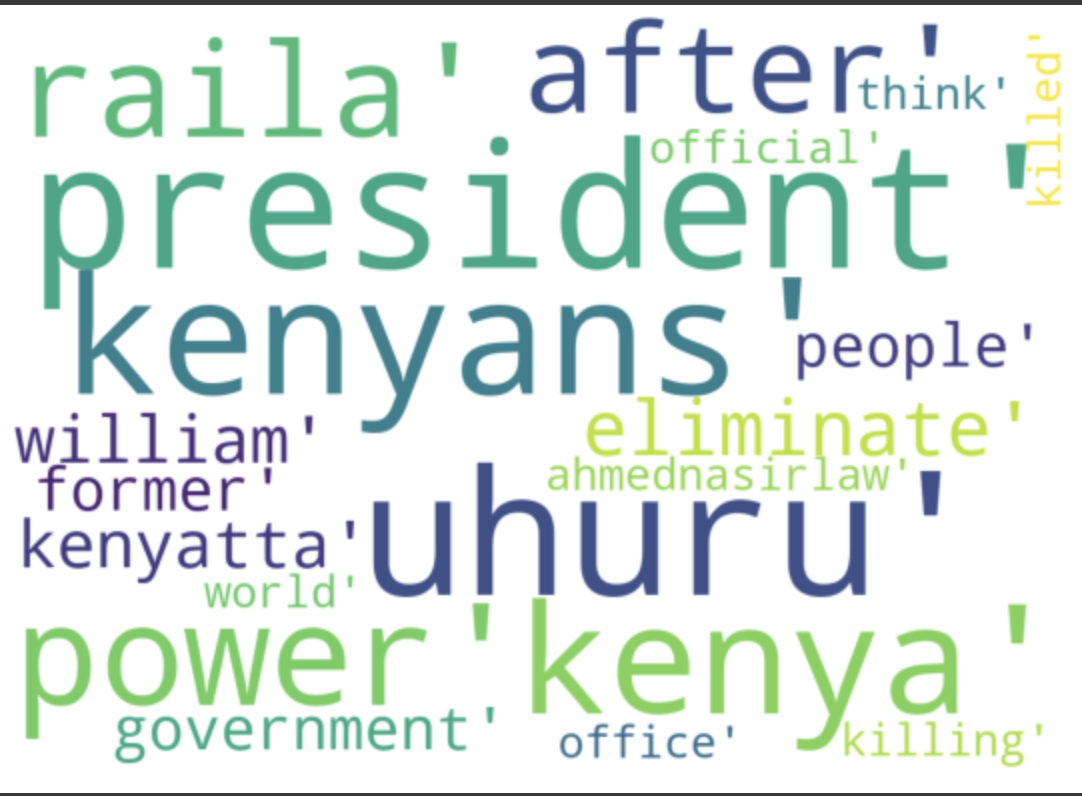 raila' after'
think'
killed'
official'
president'
kenyans'
people'
william'
eliminate'
former'
ahmednasirlaw'
kenyatta'
uhuru'
world'
power' kenya'
government'
office'
killing'